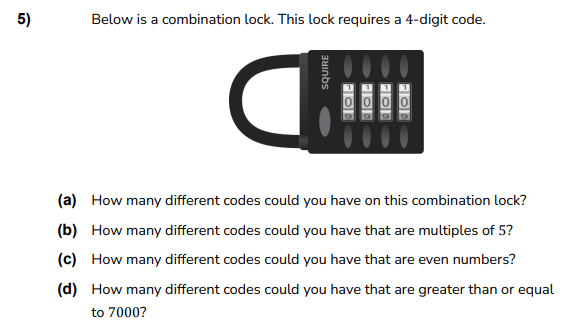 5) Below is a combination lock. This lock requires a 4-digit code.
SQUIRE
1 1 1 1
0 0 0 0
9 9 9 9
(a) How many different codes could you have on this combination lock?
(b) How many different codes could you have that are multiples of 5?
(c) How many different codes could you have that are even numbers?
(d) How many different codes could you have that are greater than or equal
to 7000?